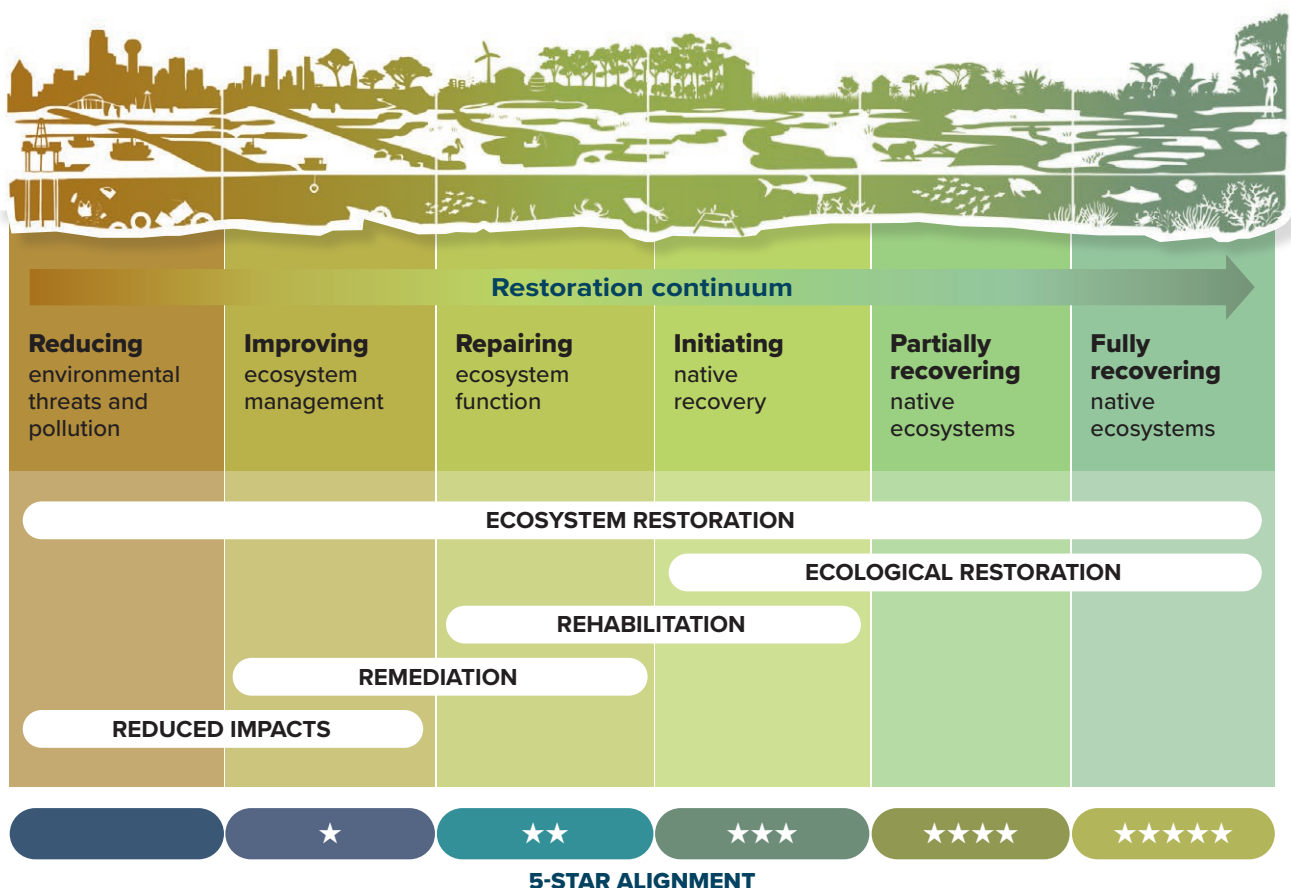 Restoration continuum
Reducing
environmental
threats and
pollution
Improving
ecosystem
management
Repairing
ecosystem
function
Initiating
native
recovery
Partially
recovering
native
ecosystems
Fully
recovering
native
ecosystems
ECOSYSTEM RESTORATION
ECOLOGICAL RESTORATION
REHABILITATION
REMEDIATION
REDUCED IMPACTS
★
★★
★★★
★★★★
★★★★★
5-STAR ALIGNMENT